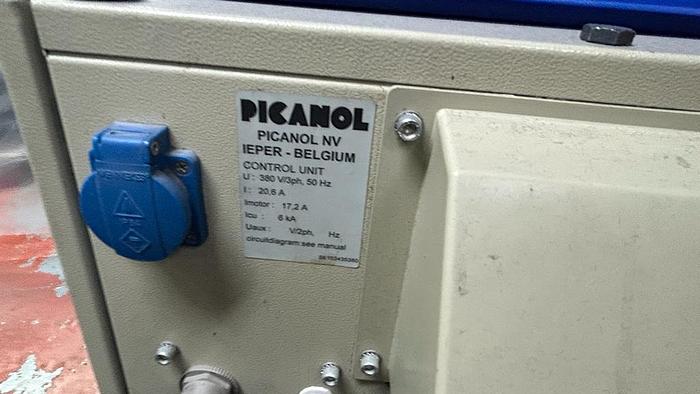 PICANOL
PICANOL NV
IEPER - BELGIUM
CONTROL UNIT
U : 380 V/3ph, 50 Hz
I : 20,6 A
Imotor : 17,2 A
Icu : 6 kA
Uaux : V/2ph, Hz
circuitdiagram:see manual
MENNEKES